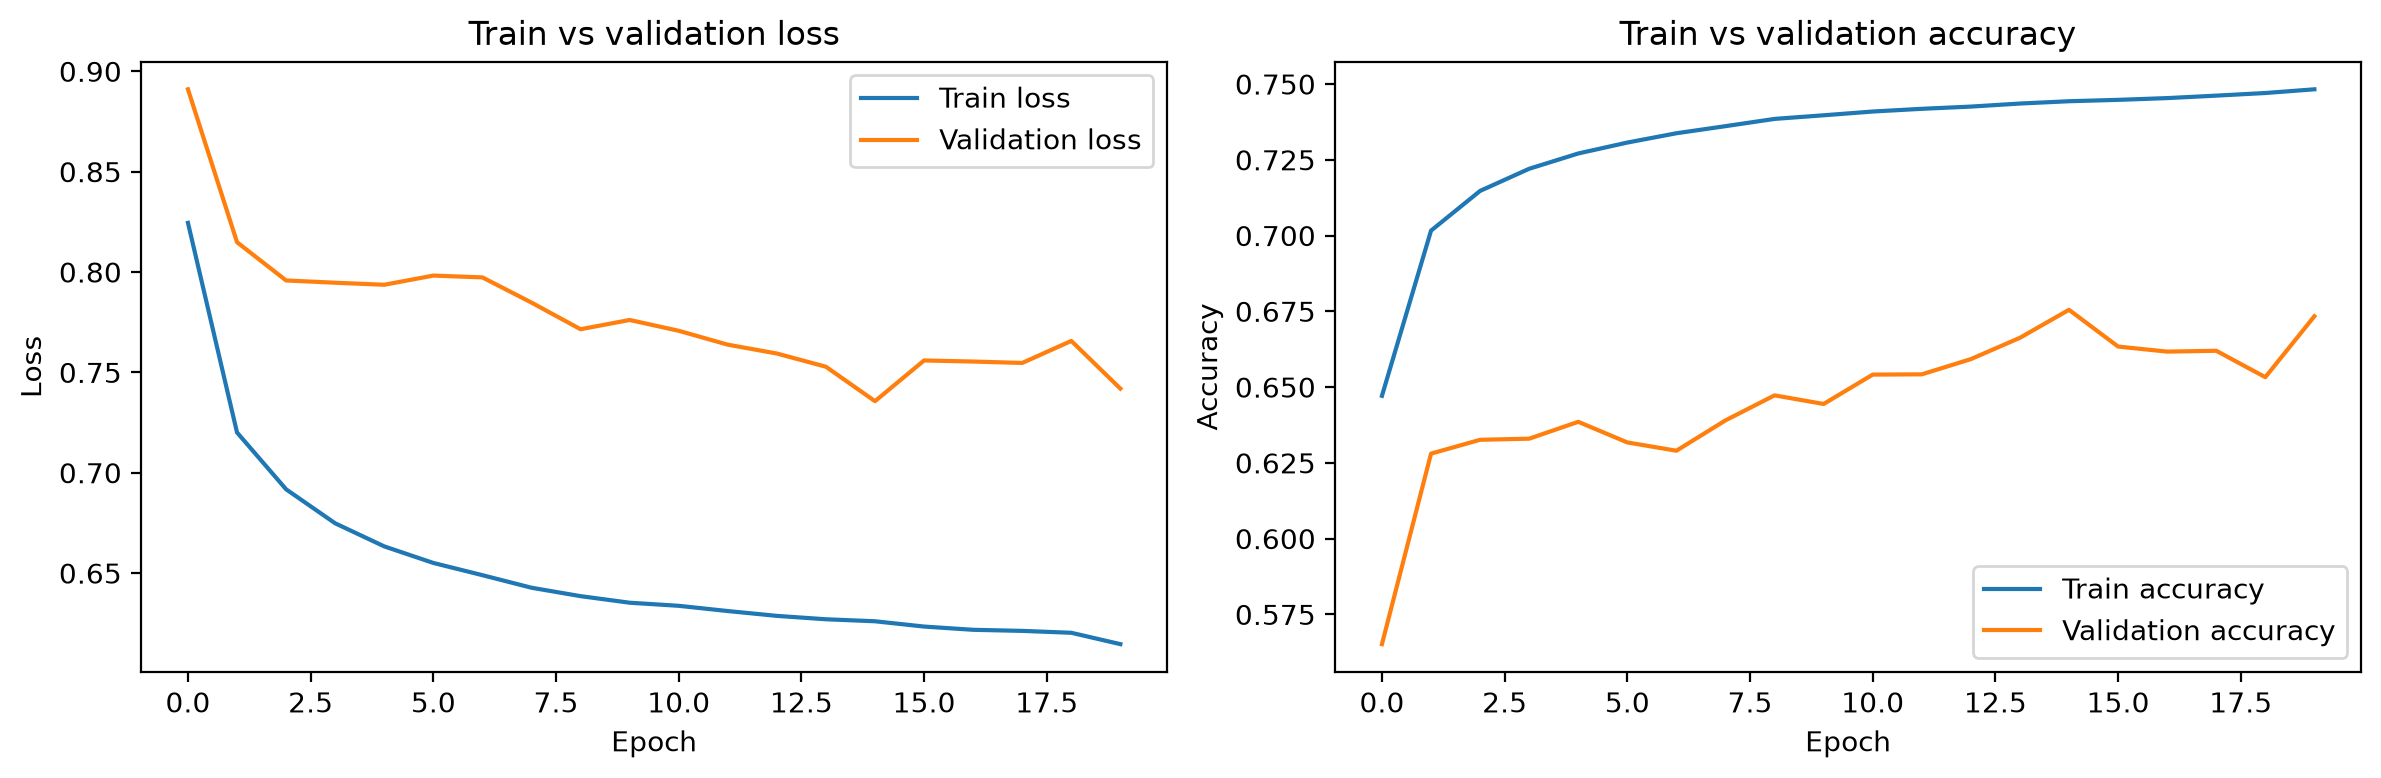 Train vs validation loss
0.90
0.85
0.80
0.75
0.70
0.65
Loss
Train loss
Validation loss
0.0 2.5 5.0 7.5 10.0 12.5 15.0 17.5
Epoch
Train vs validation accuracy
0.750
0.725
0.700
0.675
0.650
0.625
0.600
0.575
Accuracy
Train accuracy
Validation accuracy
0.0 2.5 5.0 7.5 10.0 12.5 15.0 17.5
Epoch